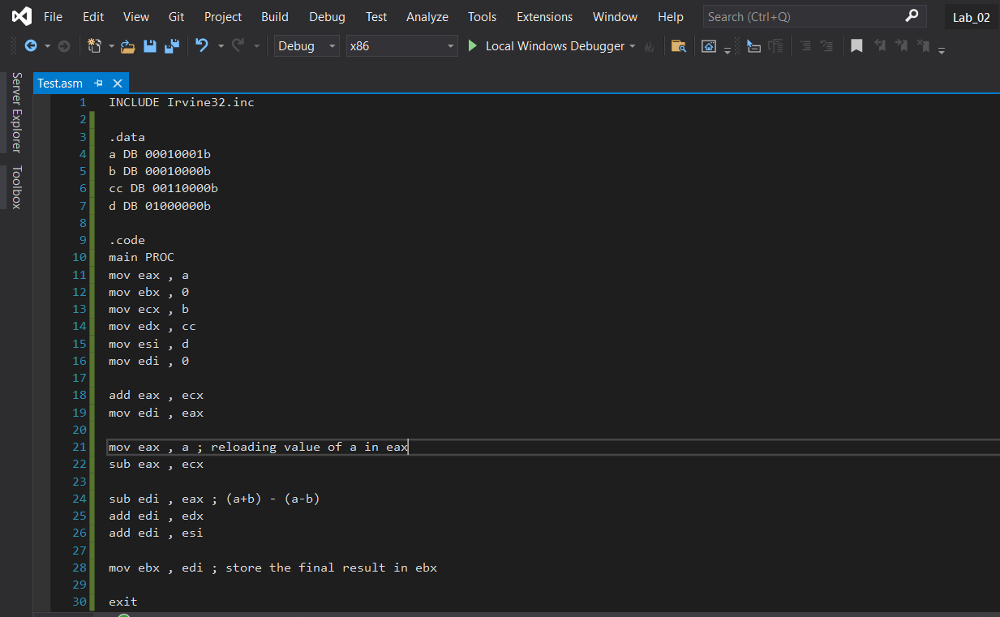 File Edit View Git Project Build Debug Test Analyze Tools Extensions Window Help Search (Ctrl+Q) Lab_02
Debug x86 Local Windows Debugger
Server Explorer
Toolbox
Test.asm
1 INCLUDE Irvine32.inc
2
3 .data
4 a DB 00010001b
5 b DB 00010000b
6 cc DB 00110000b
7 d DB 01000000b
8
9 .code
10 main PROC
11 mov eax , a
12 mov ebx , 0
13 mov ecx , b
14 mov edx , cc
15 mov esi , d
16 mov edi , 0
17
18 add eax , ecx
19 mov edi , eax
20
21 mov eax , a ; reloading value of a in eax
22 sub eax , ecx
23
24 sub edi , eax ; (a+b) - (a-b)
25 add edi , edx
26 add edi , esi
27
28 mov ebx , edi ; store the final result in ebx
29
30 exit